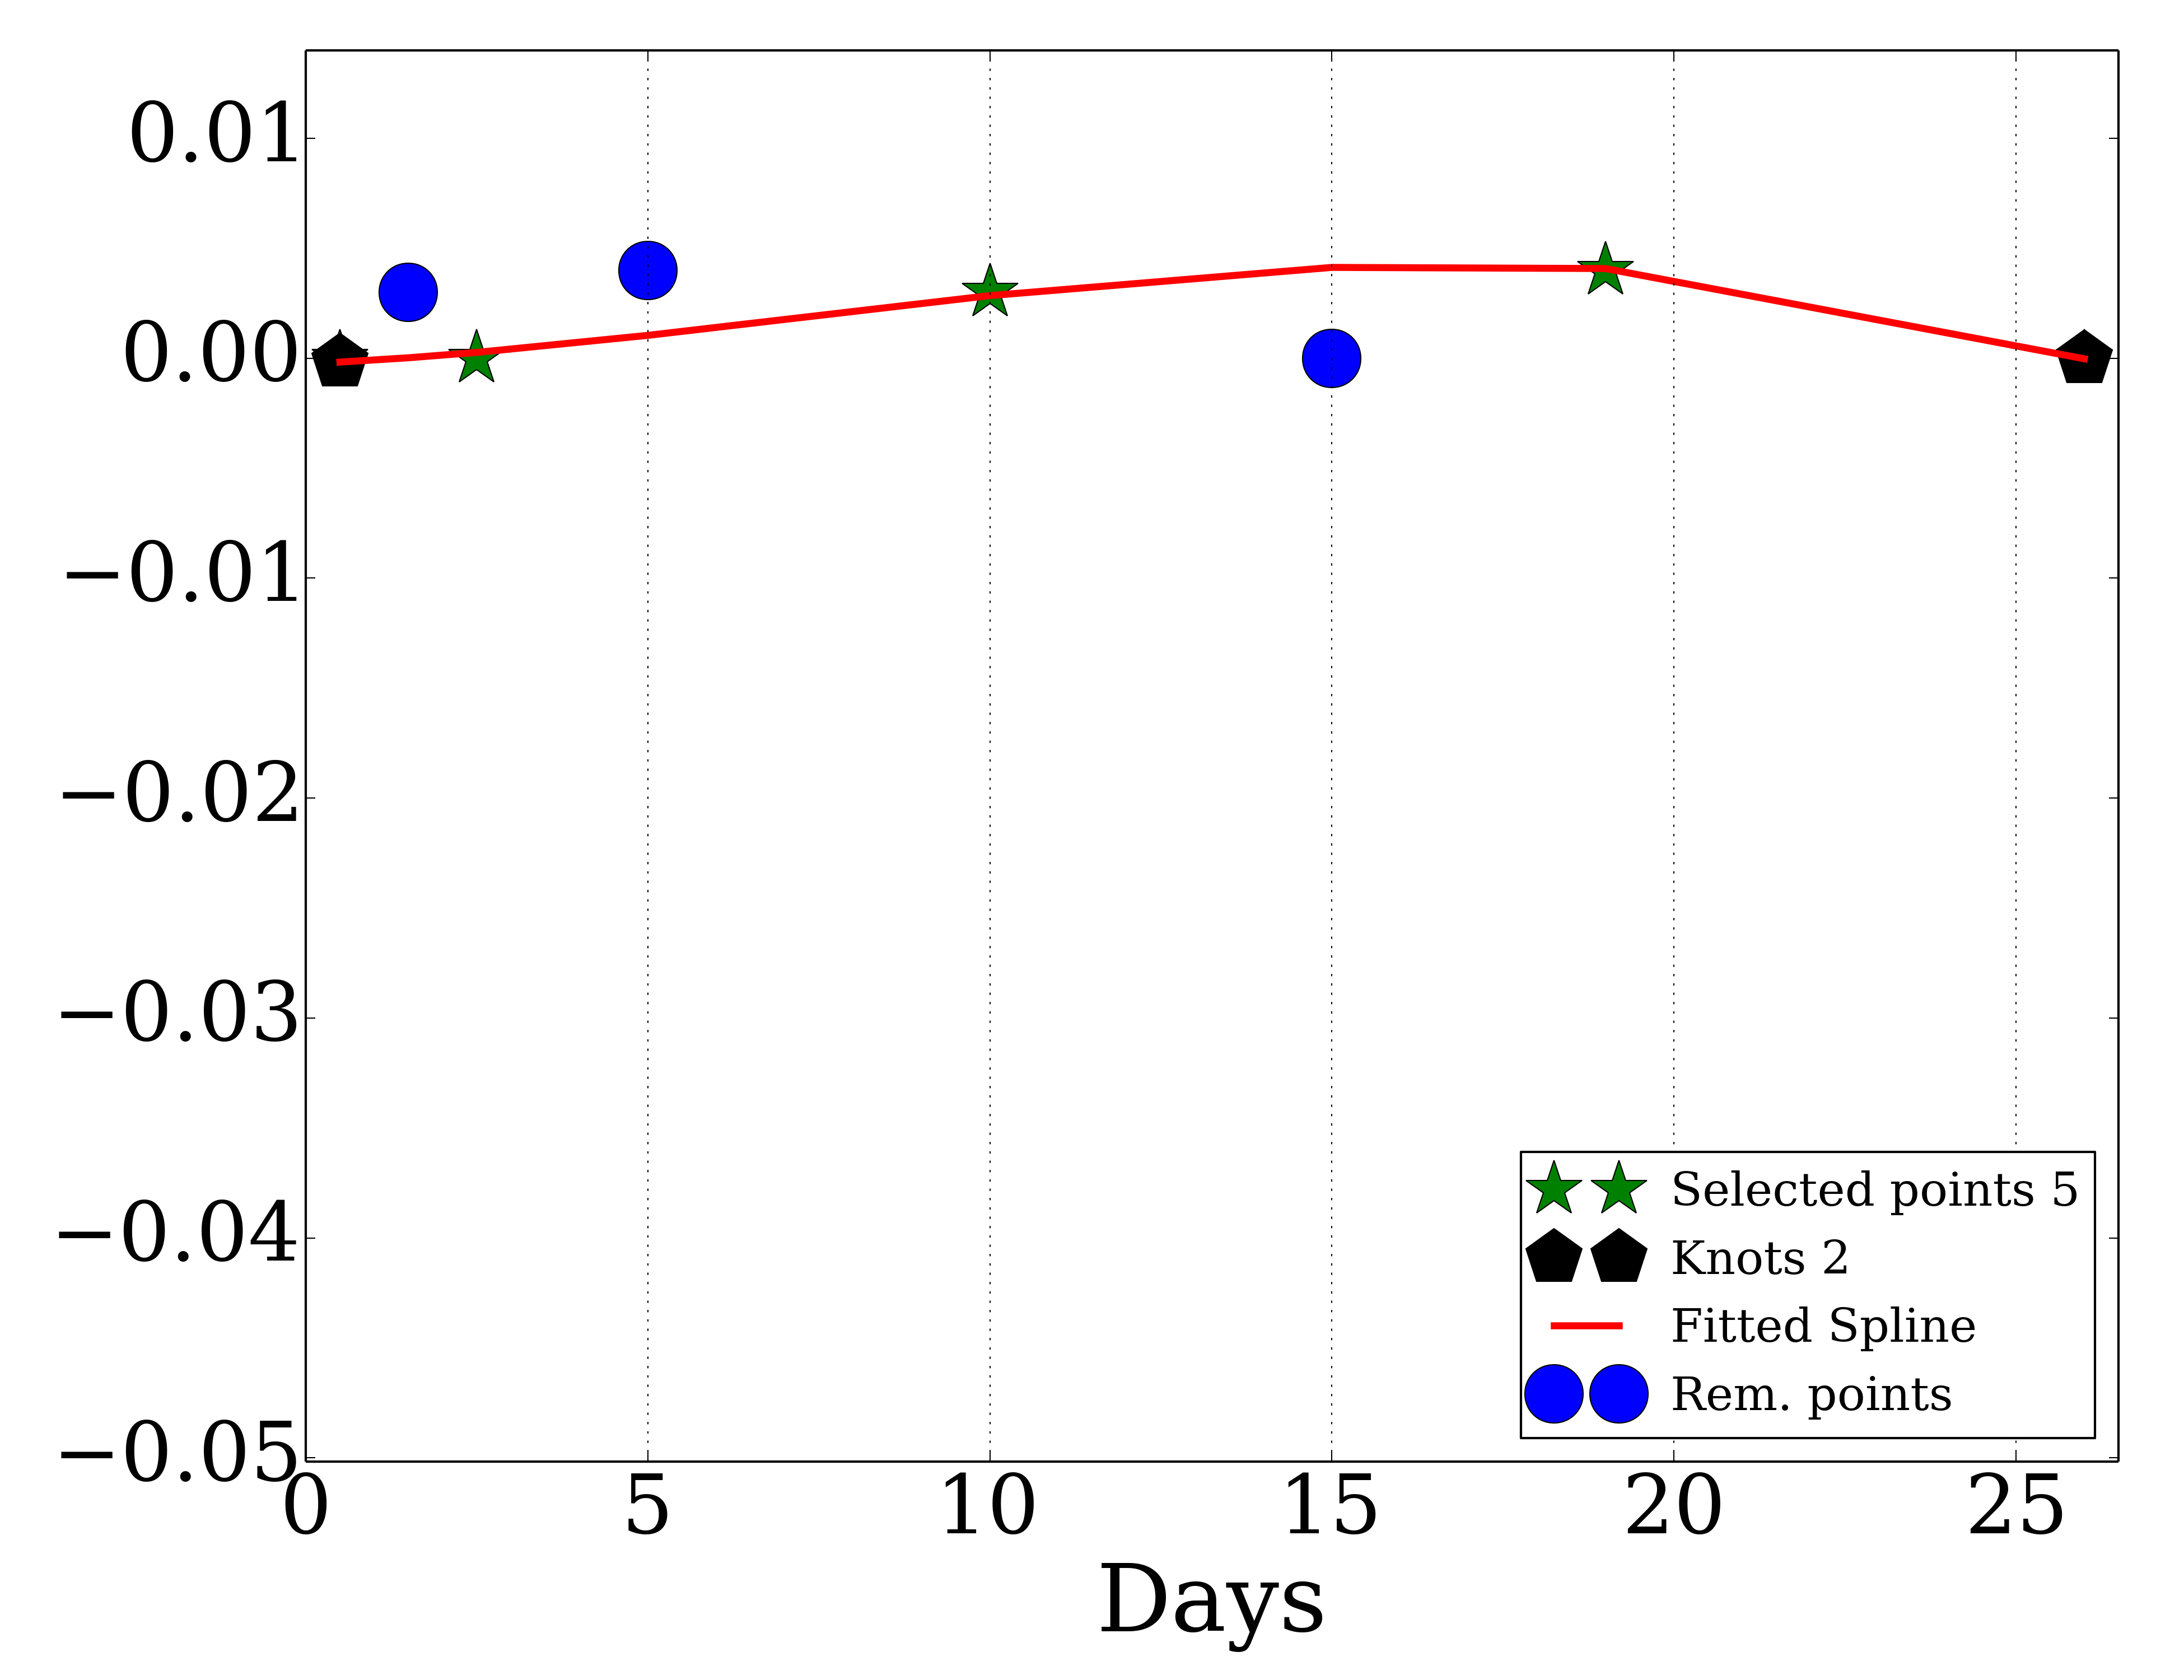 0.01
0.00
−0.01
−0.02
−0.03
−0.04
−0.05
0 5 10 15 20 25
Days
Selected points 5
Knots 2
Fitted Spline
Rem. points